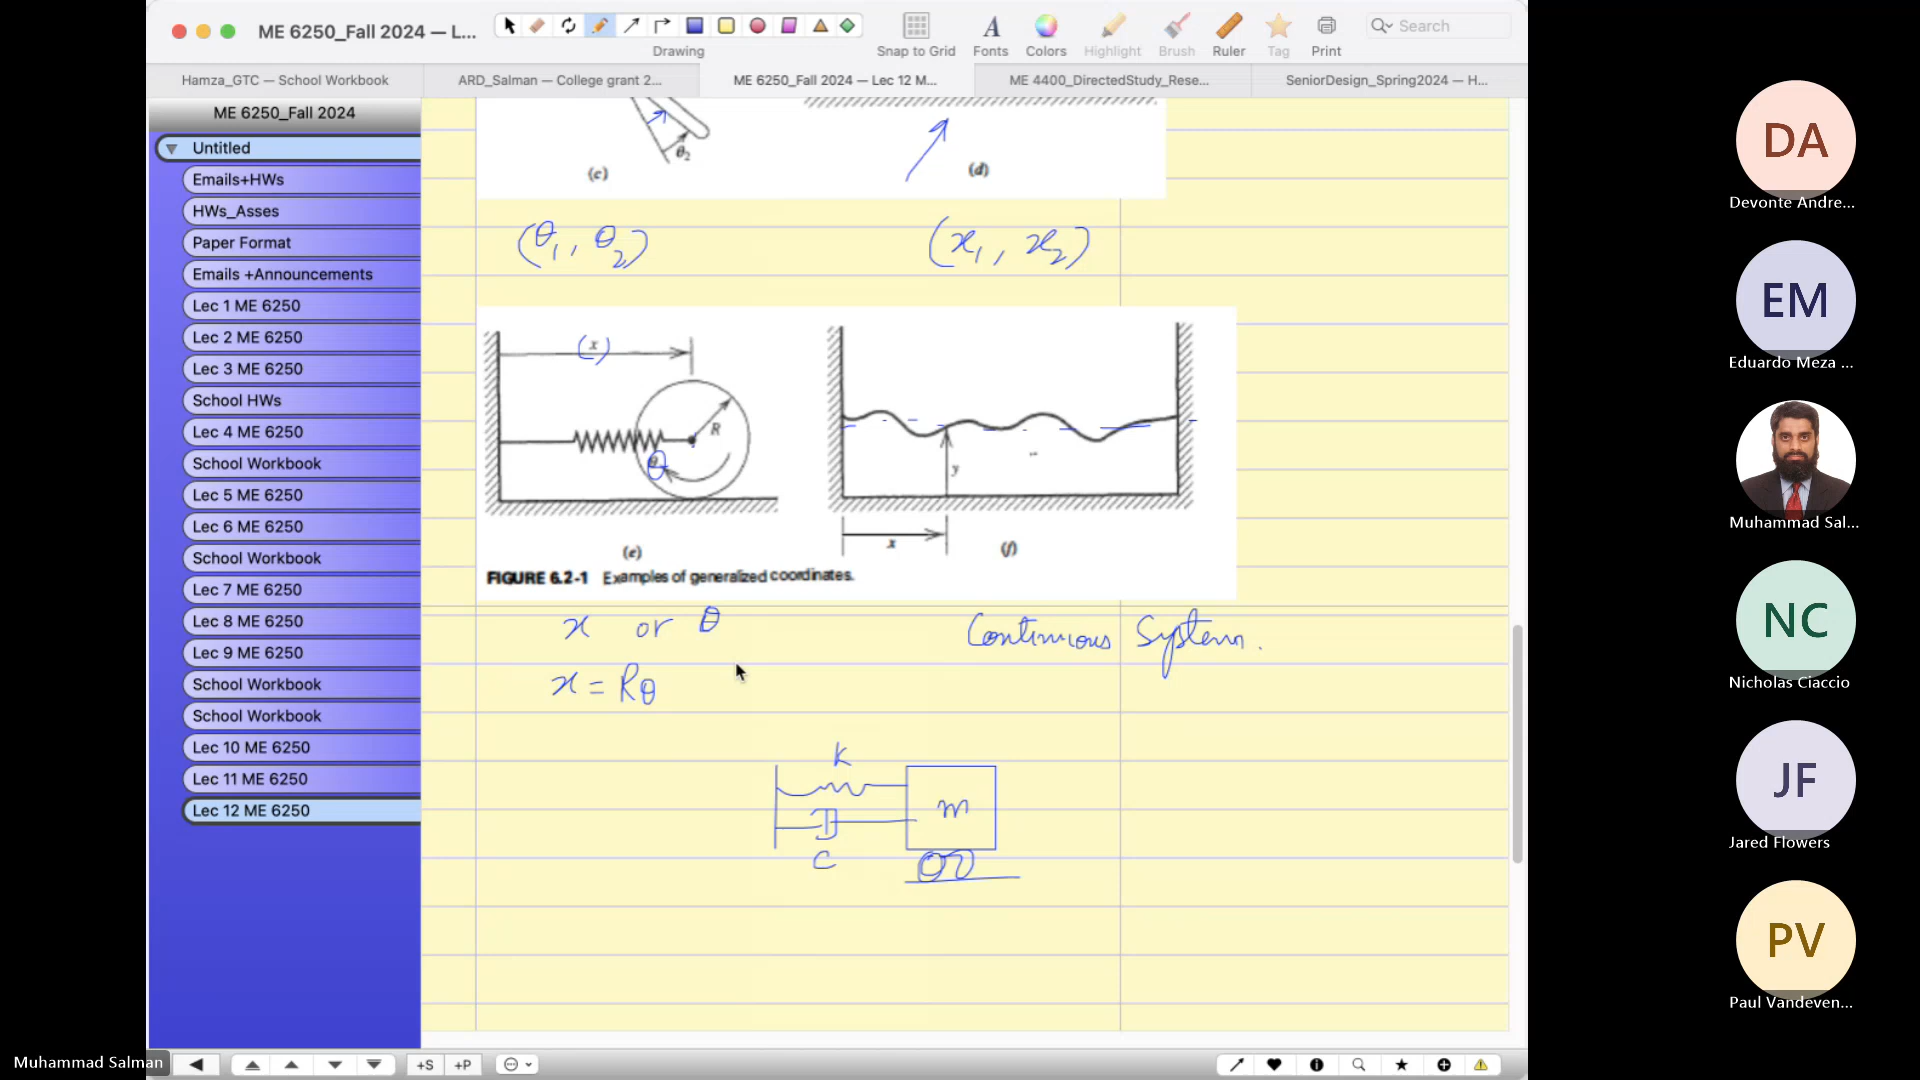 ME 6250_Fall 2024 — L...
Drawing
Snap to Grid
Fonts
Colors
Highlight
Brush
Ruler
Tag
Print
Search
Hamza_GTC — School Workbook
ARD_Salman — College grant 2...
ME 6250_Fall 2024 — Lec 12 M...
ME 4400_DirectedStudy_Rese...
SeniorDesign_Spring2024 — H...
ME 6250_Fall 2024
Untitled
Emails+HWs
HWs_Asses
Paper Format
Emails +Announcements
Lec 1 ME 6250
Lec 2 ME 6250
Lec 3 ME 6250
School HWs
Lec 4 ME 6250
School Workbook
Lec 5 ME 6250
Lec 6 ME 6250
School Workbook
Lec 7 ME 6250
Lec 8 ME 6250
Lec 9 ME 6250
School Workbook
School Workbook
Lec 10 ME 6250
Lec 11 ME 6250
Lec 12 ME 6250
θ₂
(c)
(d)
(θ₁, θ₂)
(x₁, x₂)
(x)
R
θ
y
x
(e)
(f)
FIGURE 6.2-1 Examples of generalized coordinates.
x or θ
Continuous System.
x = Rθ
K
m
C
+S
+P
Muhammad Salman
DA
Devonte Andre...
EM
Eduardo Meza ...
Muhammad Sal...
NC
Nicholas Ciaccio
JF
Jared Flowers
PV
Paul Vandeven...